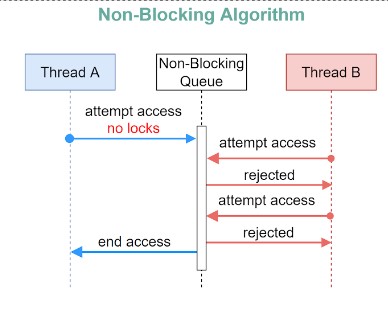 Non-Blocking Algorithm
Thread A
Non-Blocking
Queue
Thread B
attempt access
no locks
attempt access
rejected
attempt access
rejected
end access